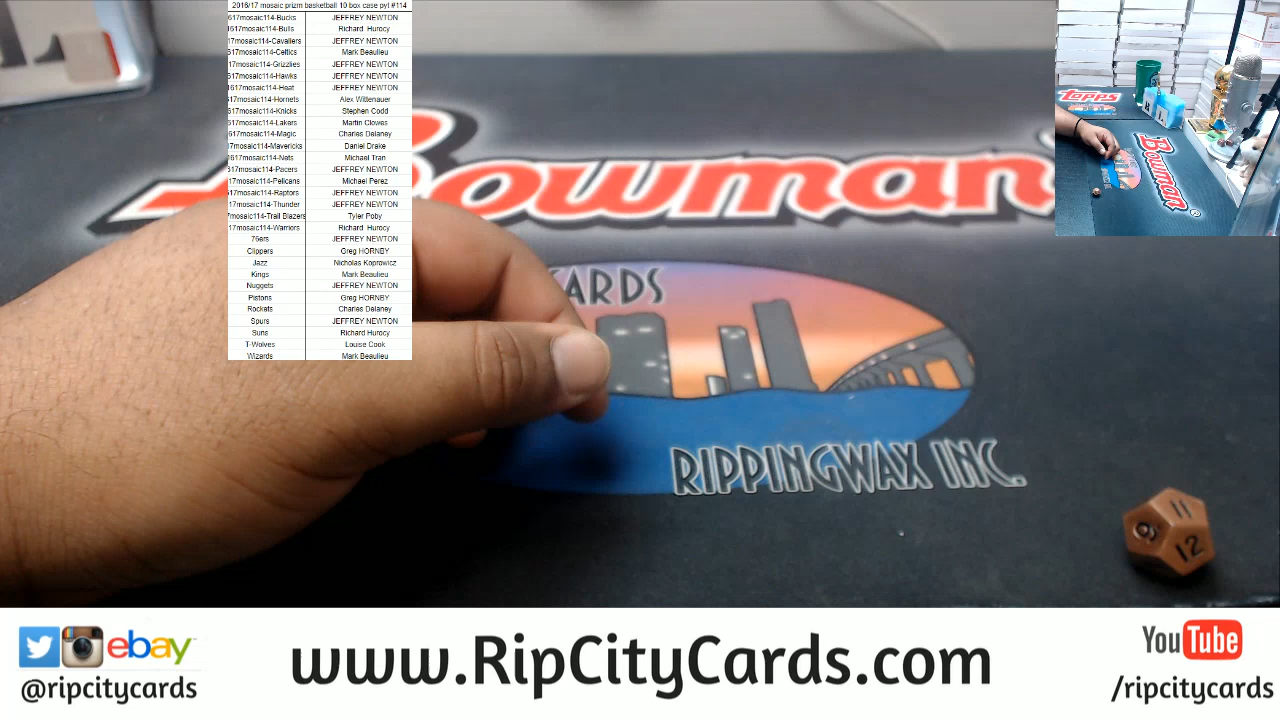 2016/17 mosaic prizm basketball 10 box case pyt #114
617mosaic114-Bucks JEFFREY NEWTON
617mosaic114-Bulls Richard Hurocy
17mosaic114-Cavaliers JEFFREY NEWTON
617mosaic114-Celtics Mark Beaulieu
617mosaic114-Grizzlies JEFFREY NEWTON
617mosaic114-Hawks JEFFREY NEWTON
1617mosaic114-Heat JEFFREY NEWTON
17mosaic114-Hornets Alex Wittenauer
617mosaic114-Knicks Stephen Codd
617mosaic114-Lakers Martin Clowes
617mosaic114-Magic Charles Delaney
7mosaic114-Mavericks Daniel Drake
1617mosaic114-Nets Michael Tran
617mosaic114-Pacers JEFFREY NEWTON
17mosaic114-Pelicans Michael Perez
17mosaic114-Raptors JEFFREY NEWTON
17mosaic114-Thunder JEFFREY NEWTON
mosaic114-Trail Blazers Tyler Poby
17mosaic114-Warriors Richard Hurocy
76ers JEFFREY NEWTON
Clippers Greg HORNBY
Jazz Nicholas Koprowicz
Kings Mark Beaulieu
Nuggets JEFFREY NEWTON
Pistons Greg HORNBY
Rockets Charles Delaney
Spurs JEFFREY NEWTON
Suns Richard Hurocy
T-Wolves Louise Cook
Wizards Mark Beaulieu
topps
Bowman
Bowman
CARDS
RIPPINGWAX INC.
9 11 12
ebay
@ripcitycards
www.RipCityCards.com
YouTube
/ripcitycards